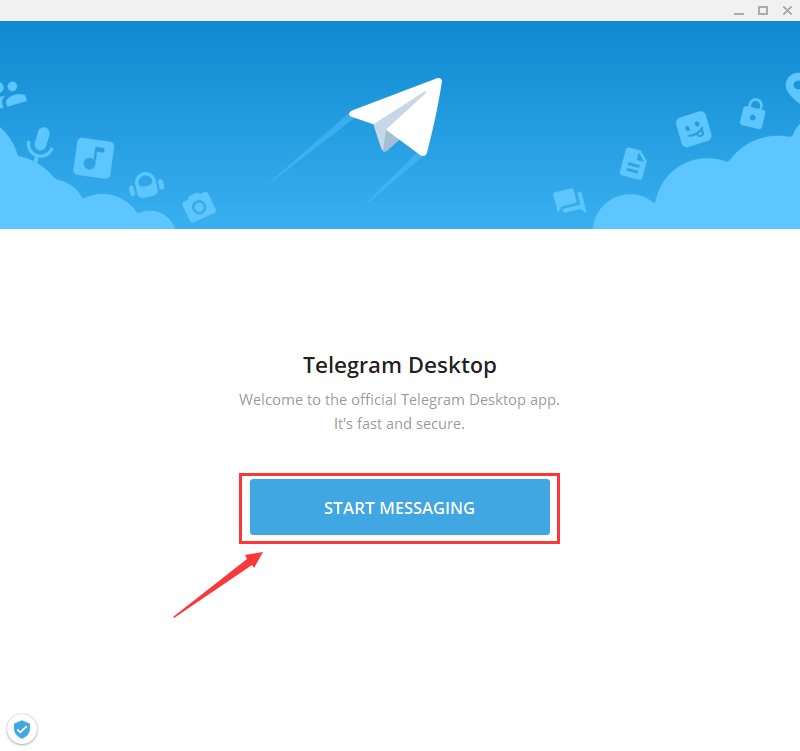 Telegram Desktop
Welcome to the official Telegram Desktop app.
It's fast and secure.
START MESSAGING